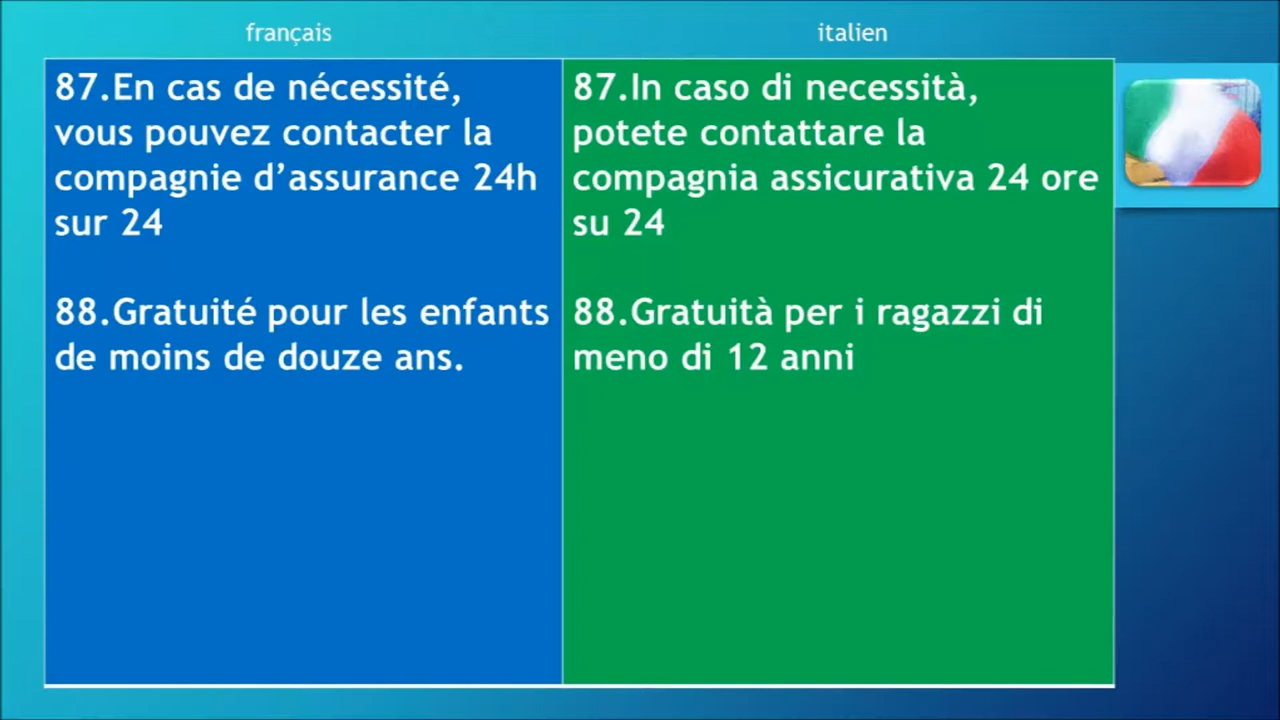 français
italien
87.En cas de nécessité,
vous pouvez contacter la
compagnie d’assurance 24h
sur 24
88.Gratuité pour les enfants
de moins de douze ans.
87.In caso di necessità,
potete contattare la
compagnia assicurativa 24 ore
su 24
88.Gratuità per i ragazzi di
meno di 12 anni